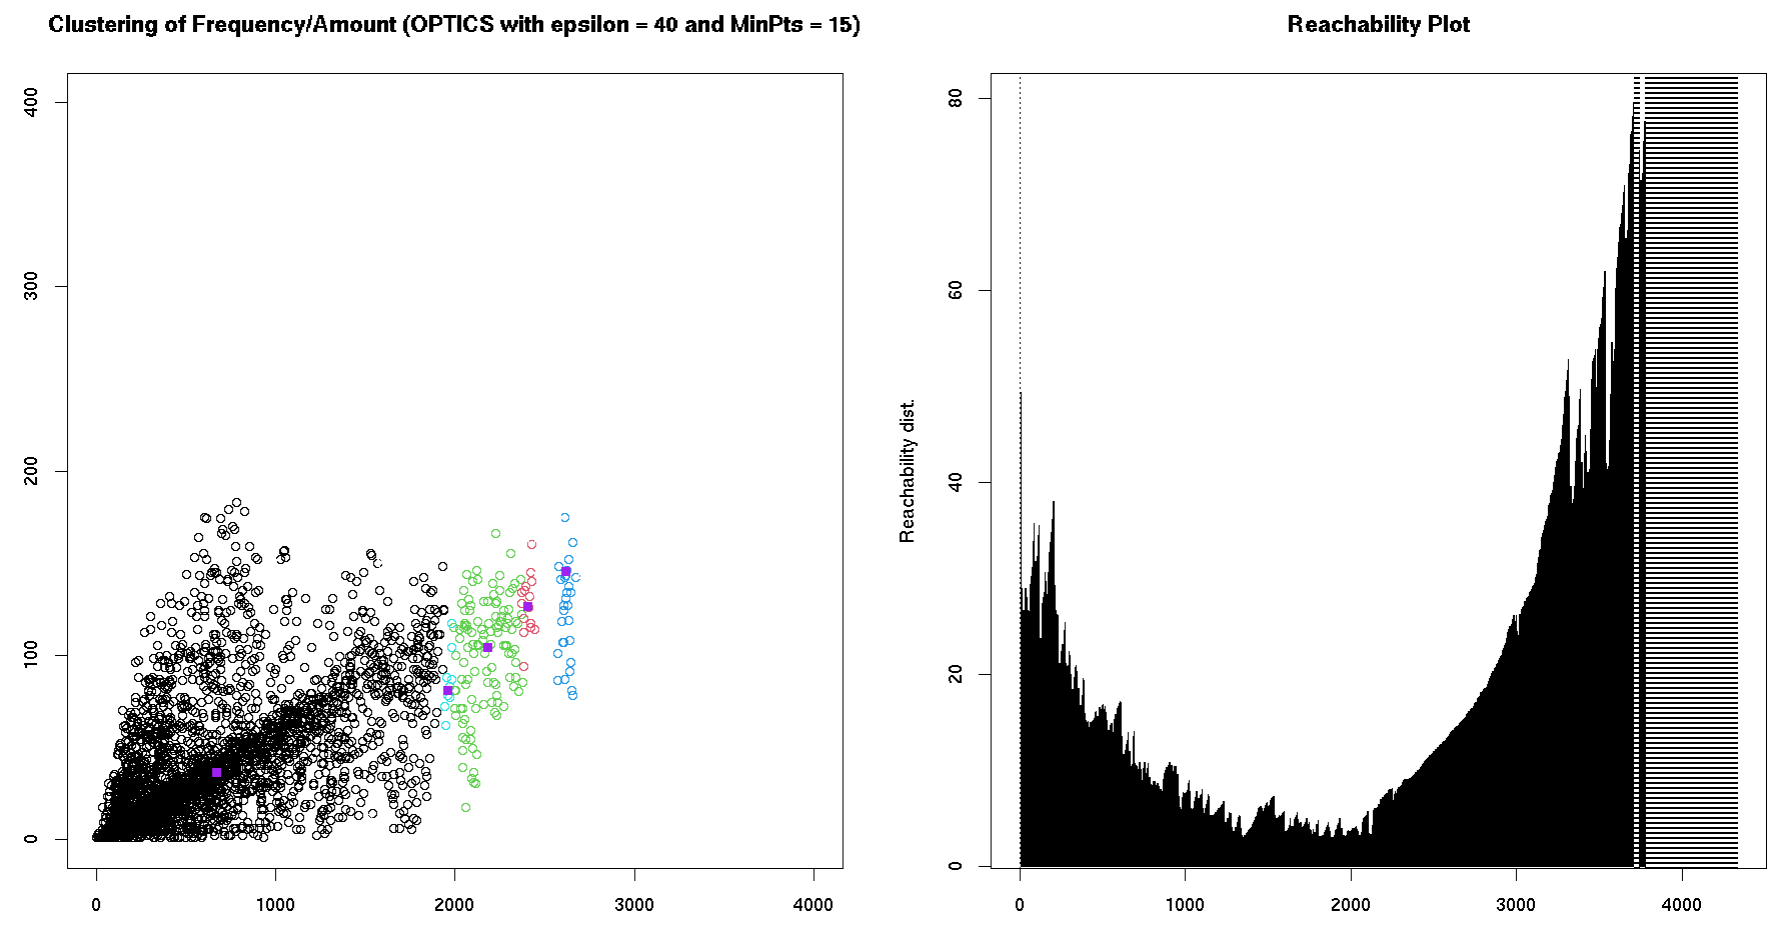 Clustering of Frequency/Amount (OPTICS with epsilon = 40 and MinPts = 15)
400
300
200
100
0
0 1000 2000 3000 4000
Reachability Plot
Reachability dist.
80
60
40
20
0
0 1000 2000 3000 4000